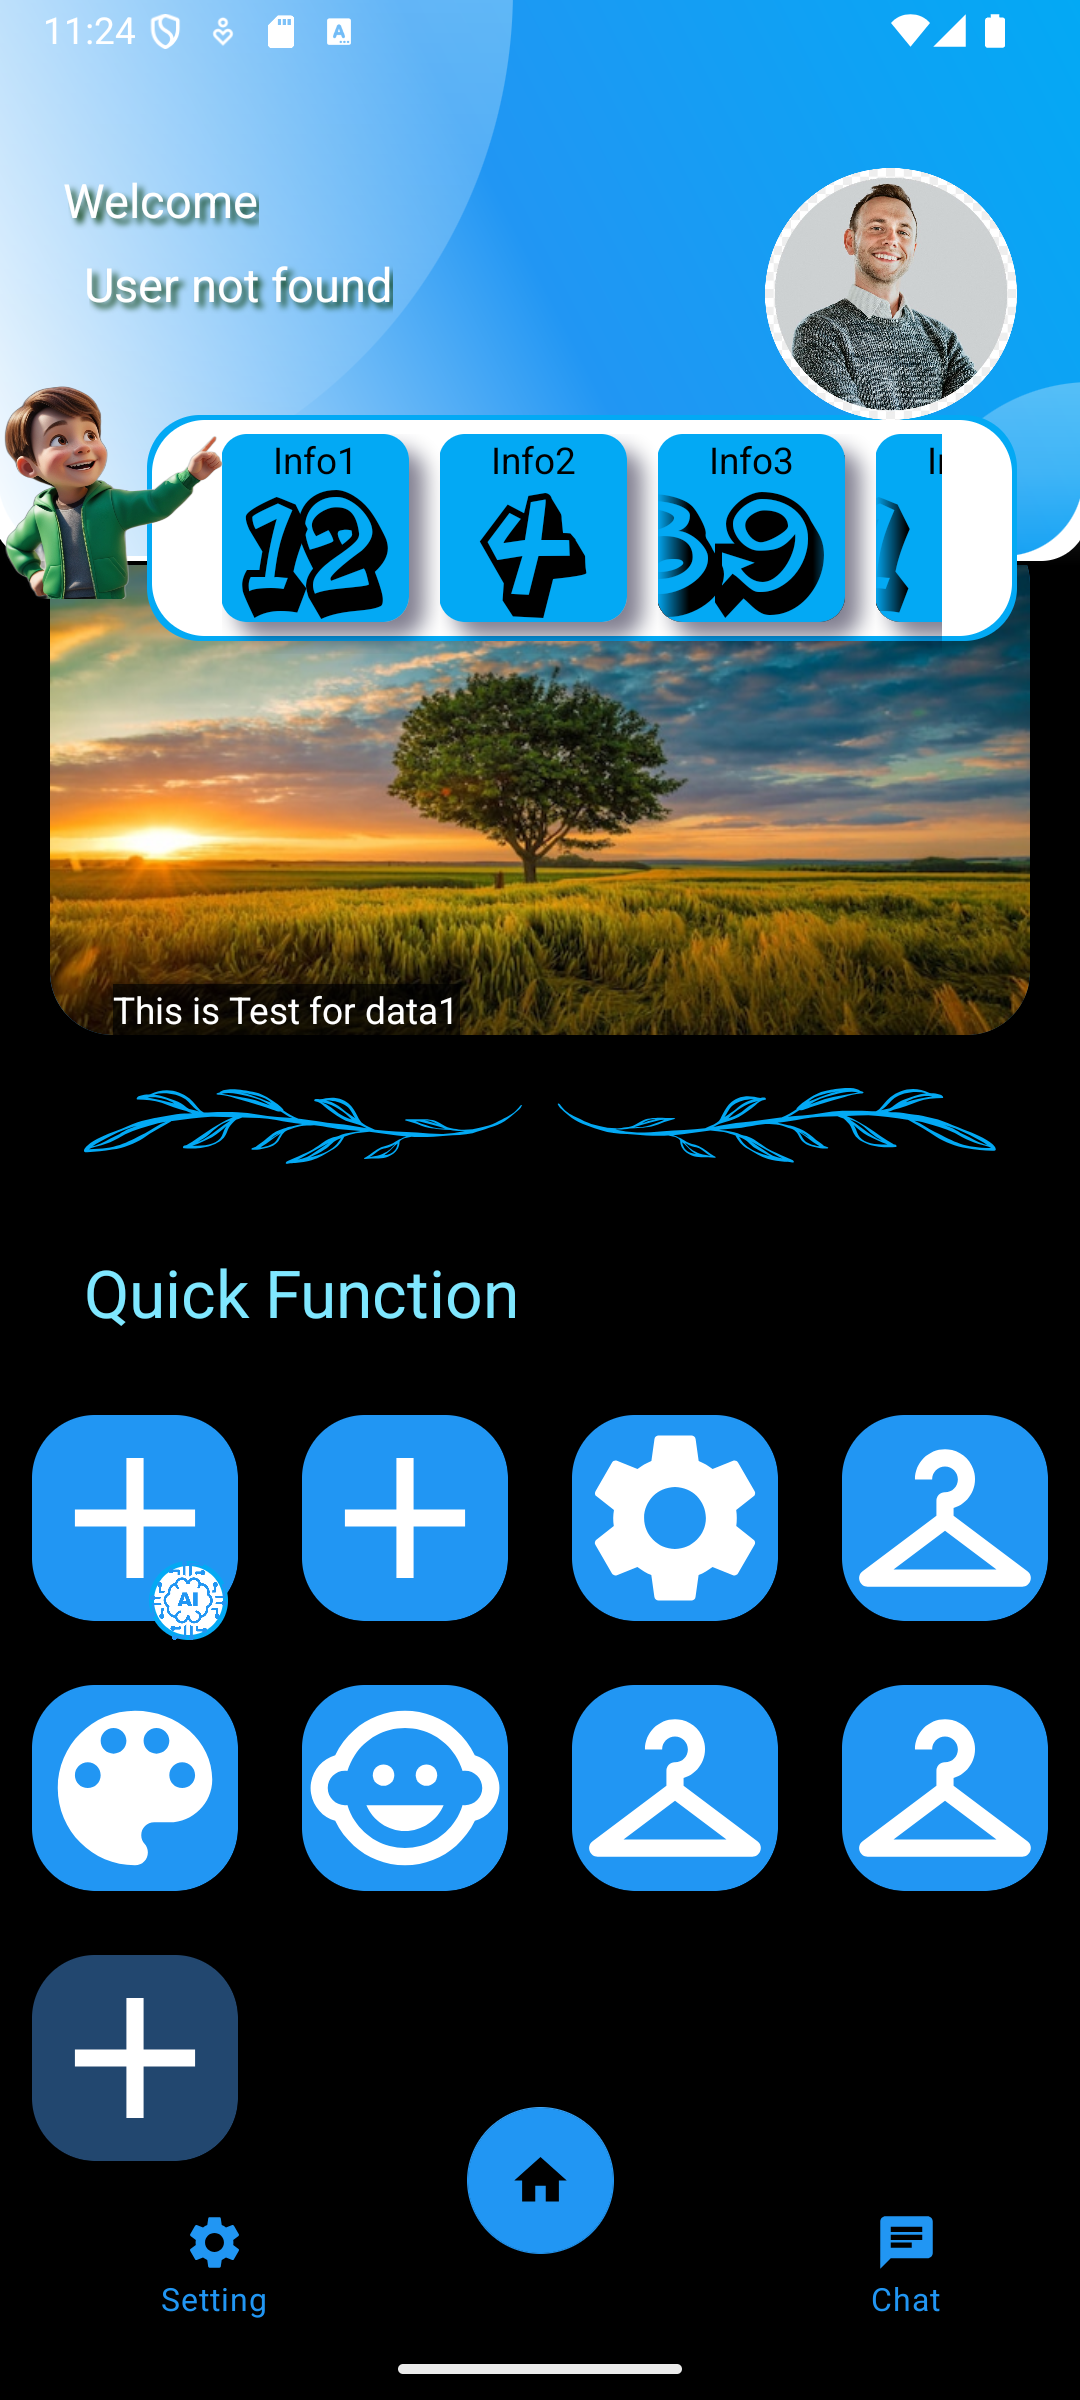 11:24
Welcome
User not found
Info1 Info2 Info3
12 4 39
This is Test for data1
Quick Function
AI
Setting Chat